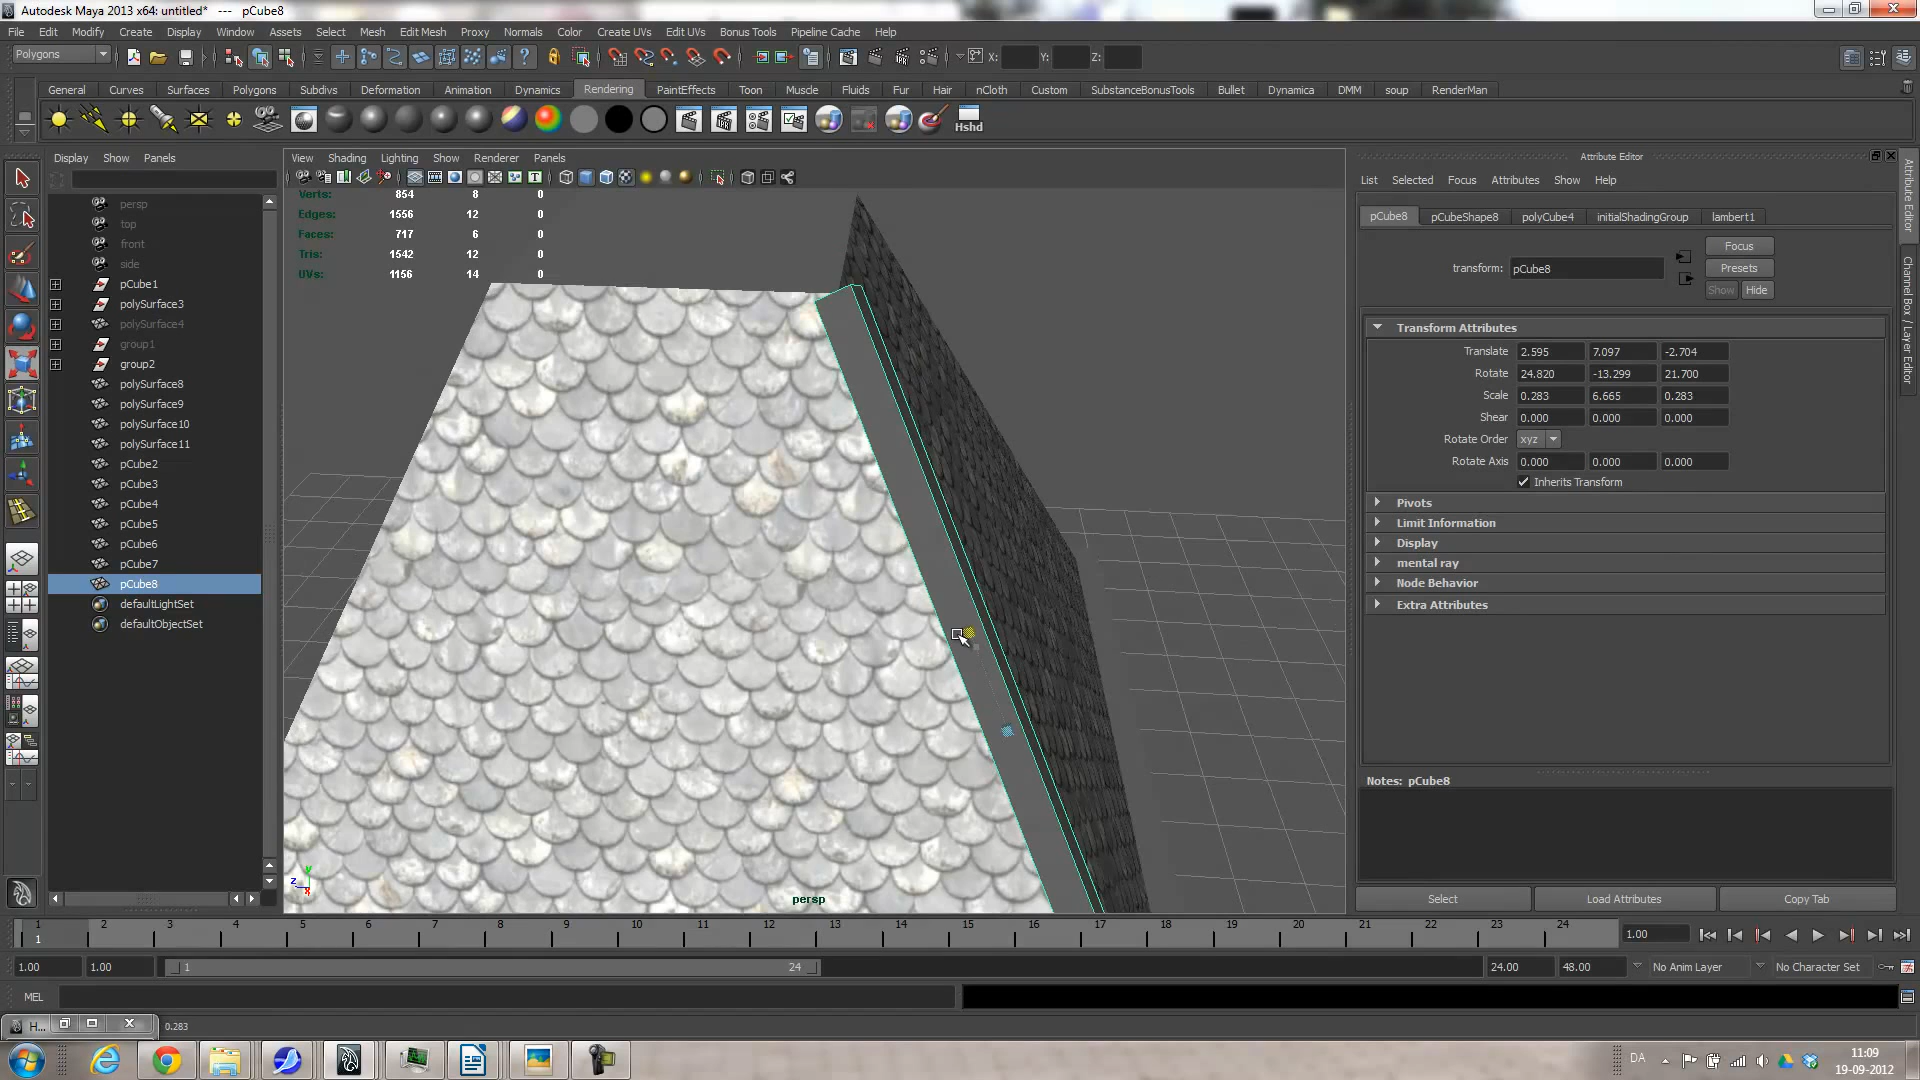 Autodesk Maya 2013 x64: untitled* --- pCube8
File Edit Modify Create Display Window Assets Select Mesh Edit Mesh Proxy Normals Color Create UVs Edit UVs Bonus Tools Pipeline Cache Help
Polygons X: Y: Z:
General Curves Surfaces Polygons Subdivs Deformation Animation Dynamics Rendering PaintEffects Toon Muscle Fluids Fur Hair nCloth Custom SubstanceBonusTools Bullet Dynamica DMM soup RenderMan
Hshd
Display Show Panels
persp
top
front
side
pCube1
polySurface3
polySurface4
group1
group2
polySurface8
polySurface9
polySurface10
polySurface11
pCube2
pCube3
pCube4
pCube5
pCube6
pCube7
pCube8
defaultLightSet
defaultObjectSet
View Shading Lighting Show Renderer Panels
Verts: 854 8 0
Edges: 1556 12 0
Faces: 717 6 0
Tris: 1542 12 0
UVs: 1156 14 0
y
z
x
persp
Attribute Editor
List Selected Focus Attributes Show Help
pCube8 pCubeShape8 polyCube4 initialShadingGroup lambert1
transform: pCube8
Focus
Presets
Show Hide
Transform Attributes
Translate 2.595 7.097 -2.704
Rotate 24.820 -13.299 21.700
Scale 0.283 6.665 0.283
Shear 0.000 0.000 0.000
Rotate Order xyz
Rotate Axis 0.000 0.000 0.000
Inherits Transform
Pivots
Limit Information
Display
mental ray
Node Behavior
Extra Attributes
Notes: pCube8
Select Load Attributes Copy Tab
Attribute Editor
Channel Box / Layer Editor
1 2 3 4 5 6 7 8 9 10 11 12 13 14 15 16 17 18 19 20 21 22 23 24
1
1.00
1.00 1.00 1 24 24.00 48.00 No Anim Layer No Character Set
MEL
H... 0.283
DA
11:09
19-09-2012